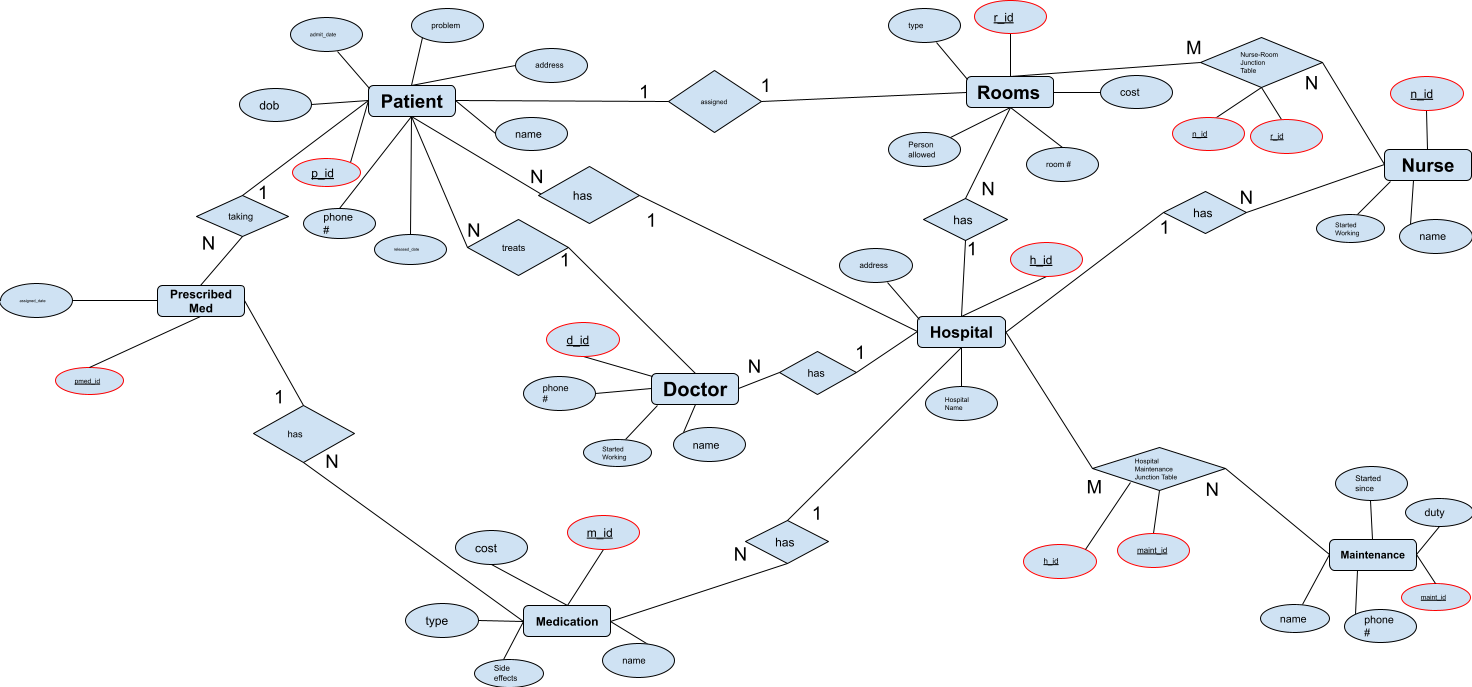 problem
r_id
type
admit_date
Nurse-Room
Junction
Table
M
address
1
1
N
cost
n_id
Patient
Rooms
assigned
dob
name
n_id
r_id
Person
allowed
room #
Nurse
p_id
N
has
N
1
N
taking
phone
#
1
has
1
has
Started
Working
name
N
N
treats
released_date
1
1
address
h_id
Prescribed
Med
assigned_date
Hospital
d_id
1
N
has
pmed_id
phone
#
Doctor
1
Hospital
Name
has
N
Started
Working
name
Hospital
Maintenance
Junction Table
M
N
Started
since
1
duty
cost
m_id
N
has
h_id
maint_id
Maintenance
maint_id
type
Medication
name
phone
#
Side
effects
name